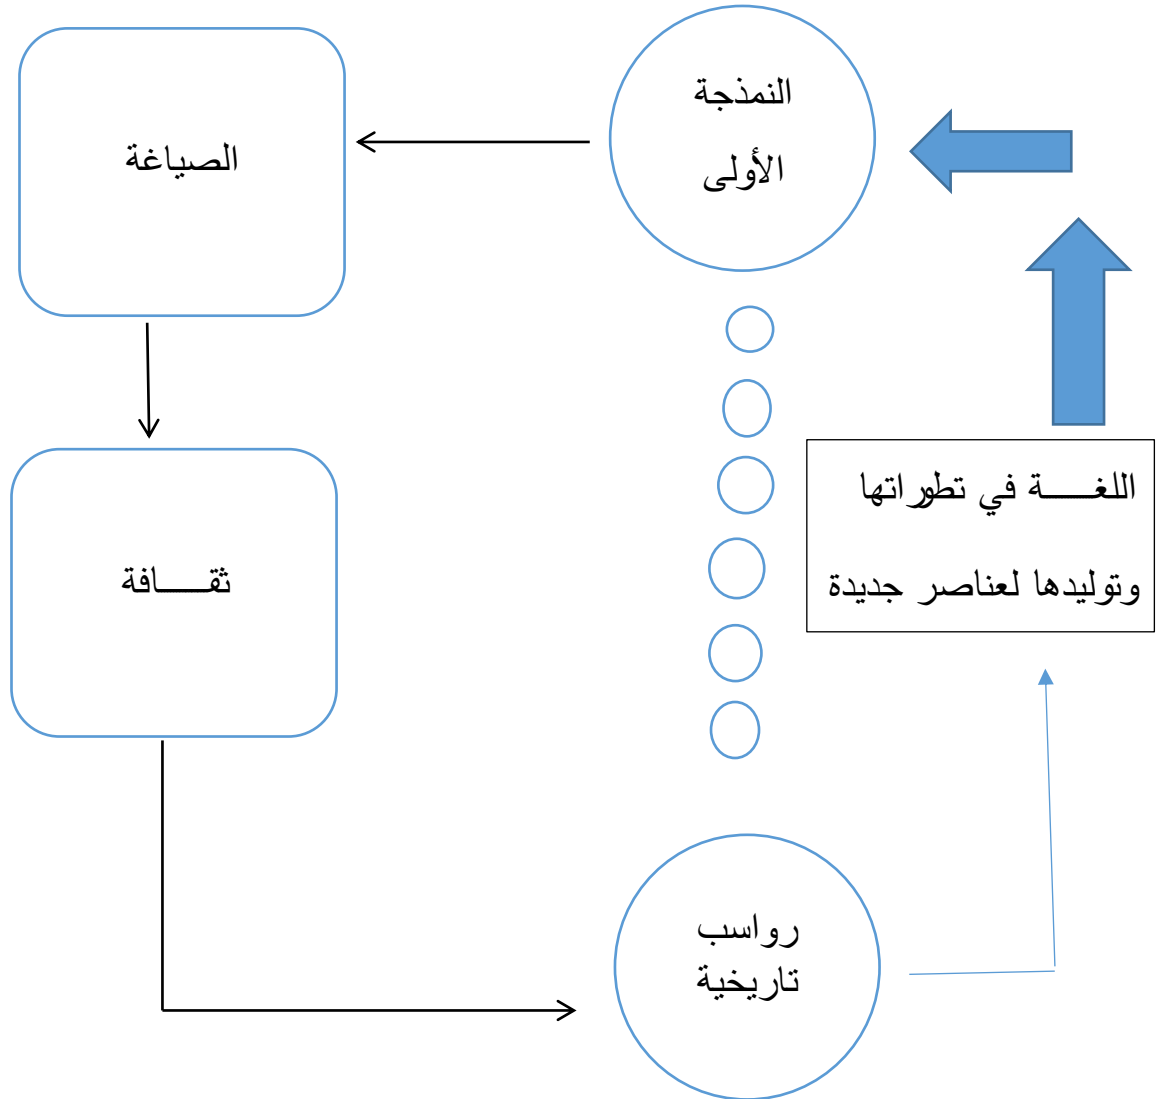 النمذجة
الأولى
الصياغة
اللغـــــة في تطوراتها
وتوليدها لعناصر جديدة
ثقـــــافة
رواسب
تاريخية